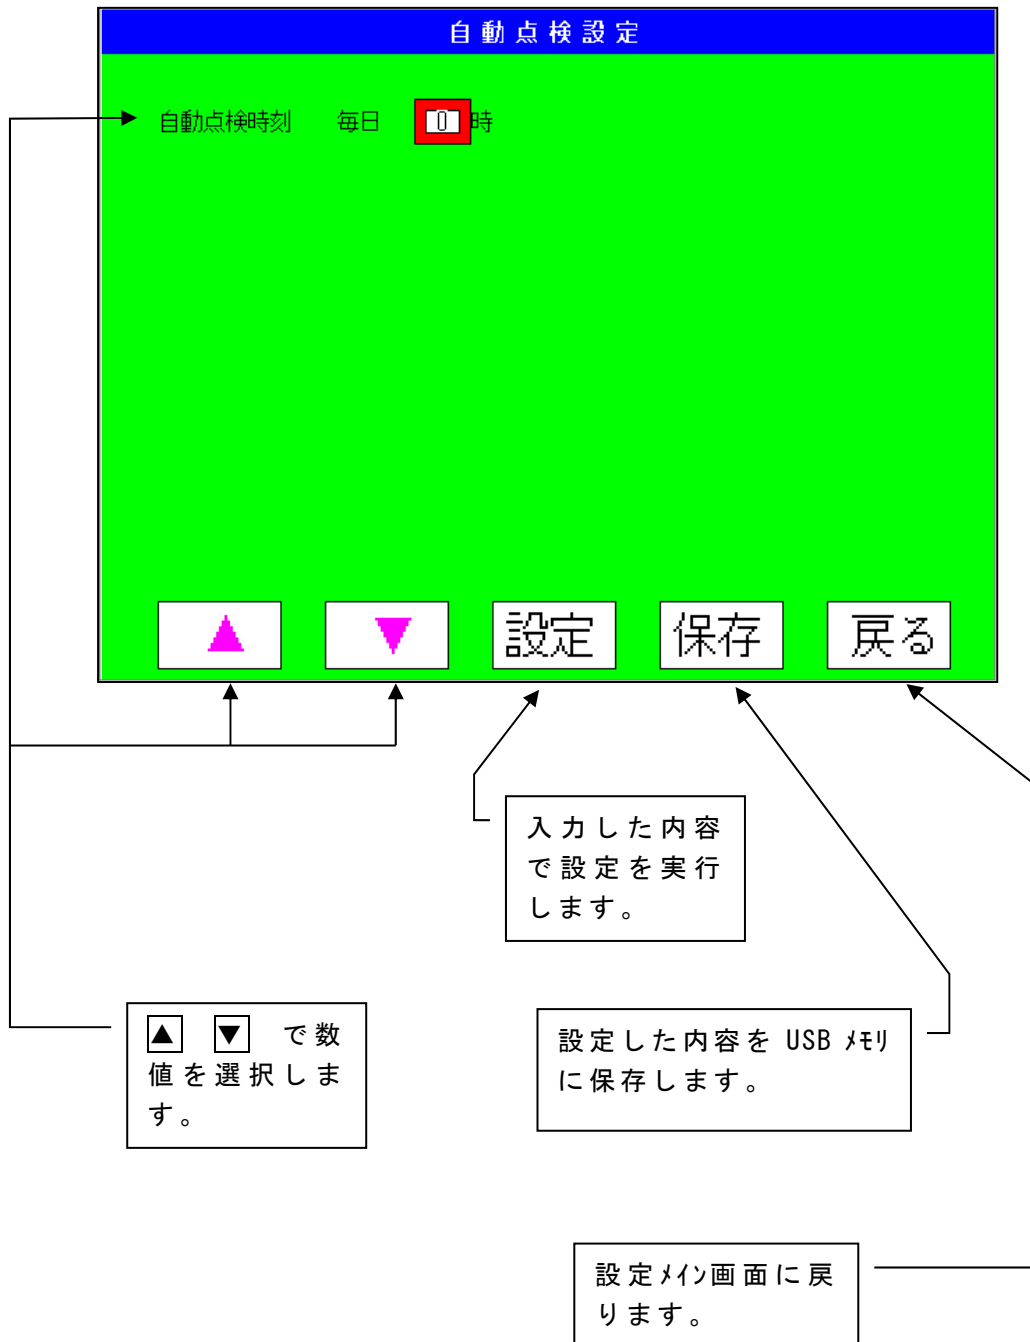 自動点検設定
自動点検時刻 毎日 0時
▲ ▼ 設定 保存 戻る
入力した内容
で設定を実行
します。
▲ ▼ で数
値を選択しま
す。
設定した内容を USB ﾒﾓﾘ
に保存します。
設定ﾒｲﾝ画面に戻
ります。